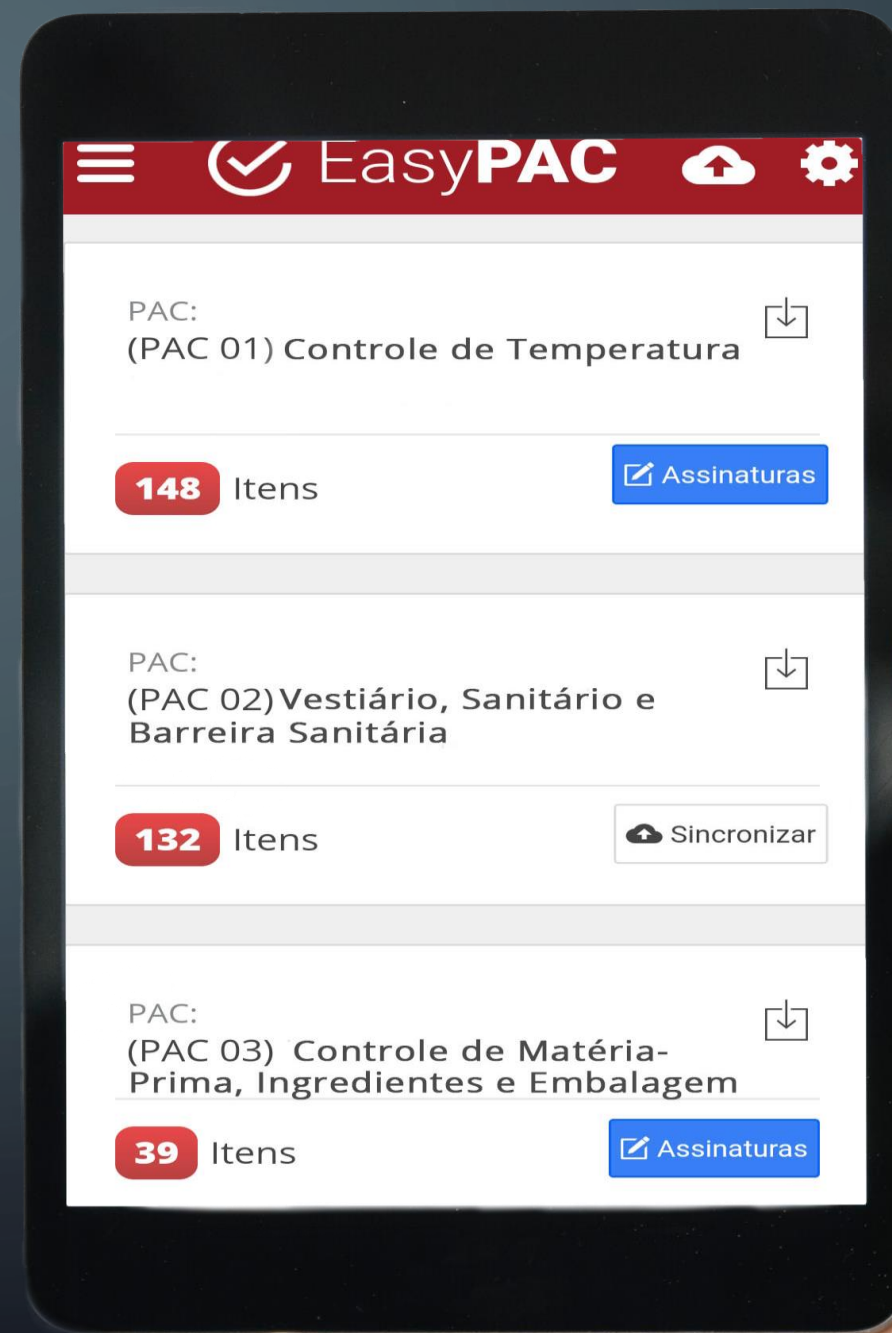 EasyPAC
PAC:
(PAC 01) Controle de Temperatura
148 Itens
Assinaturas
PAC:
(PAC 02) Vestiário, Sanitário e
Barreira Sanitária
132 Itens
Sincronizar
PAC:
(PAC 03) Controle de Matéria-
Prima, Ingredientes e Embalagem
39 Itens
Assinaturas